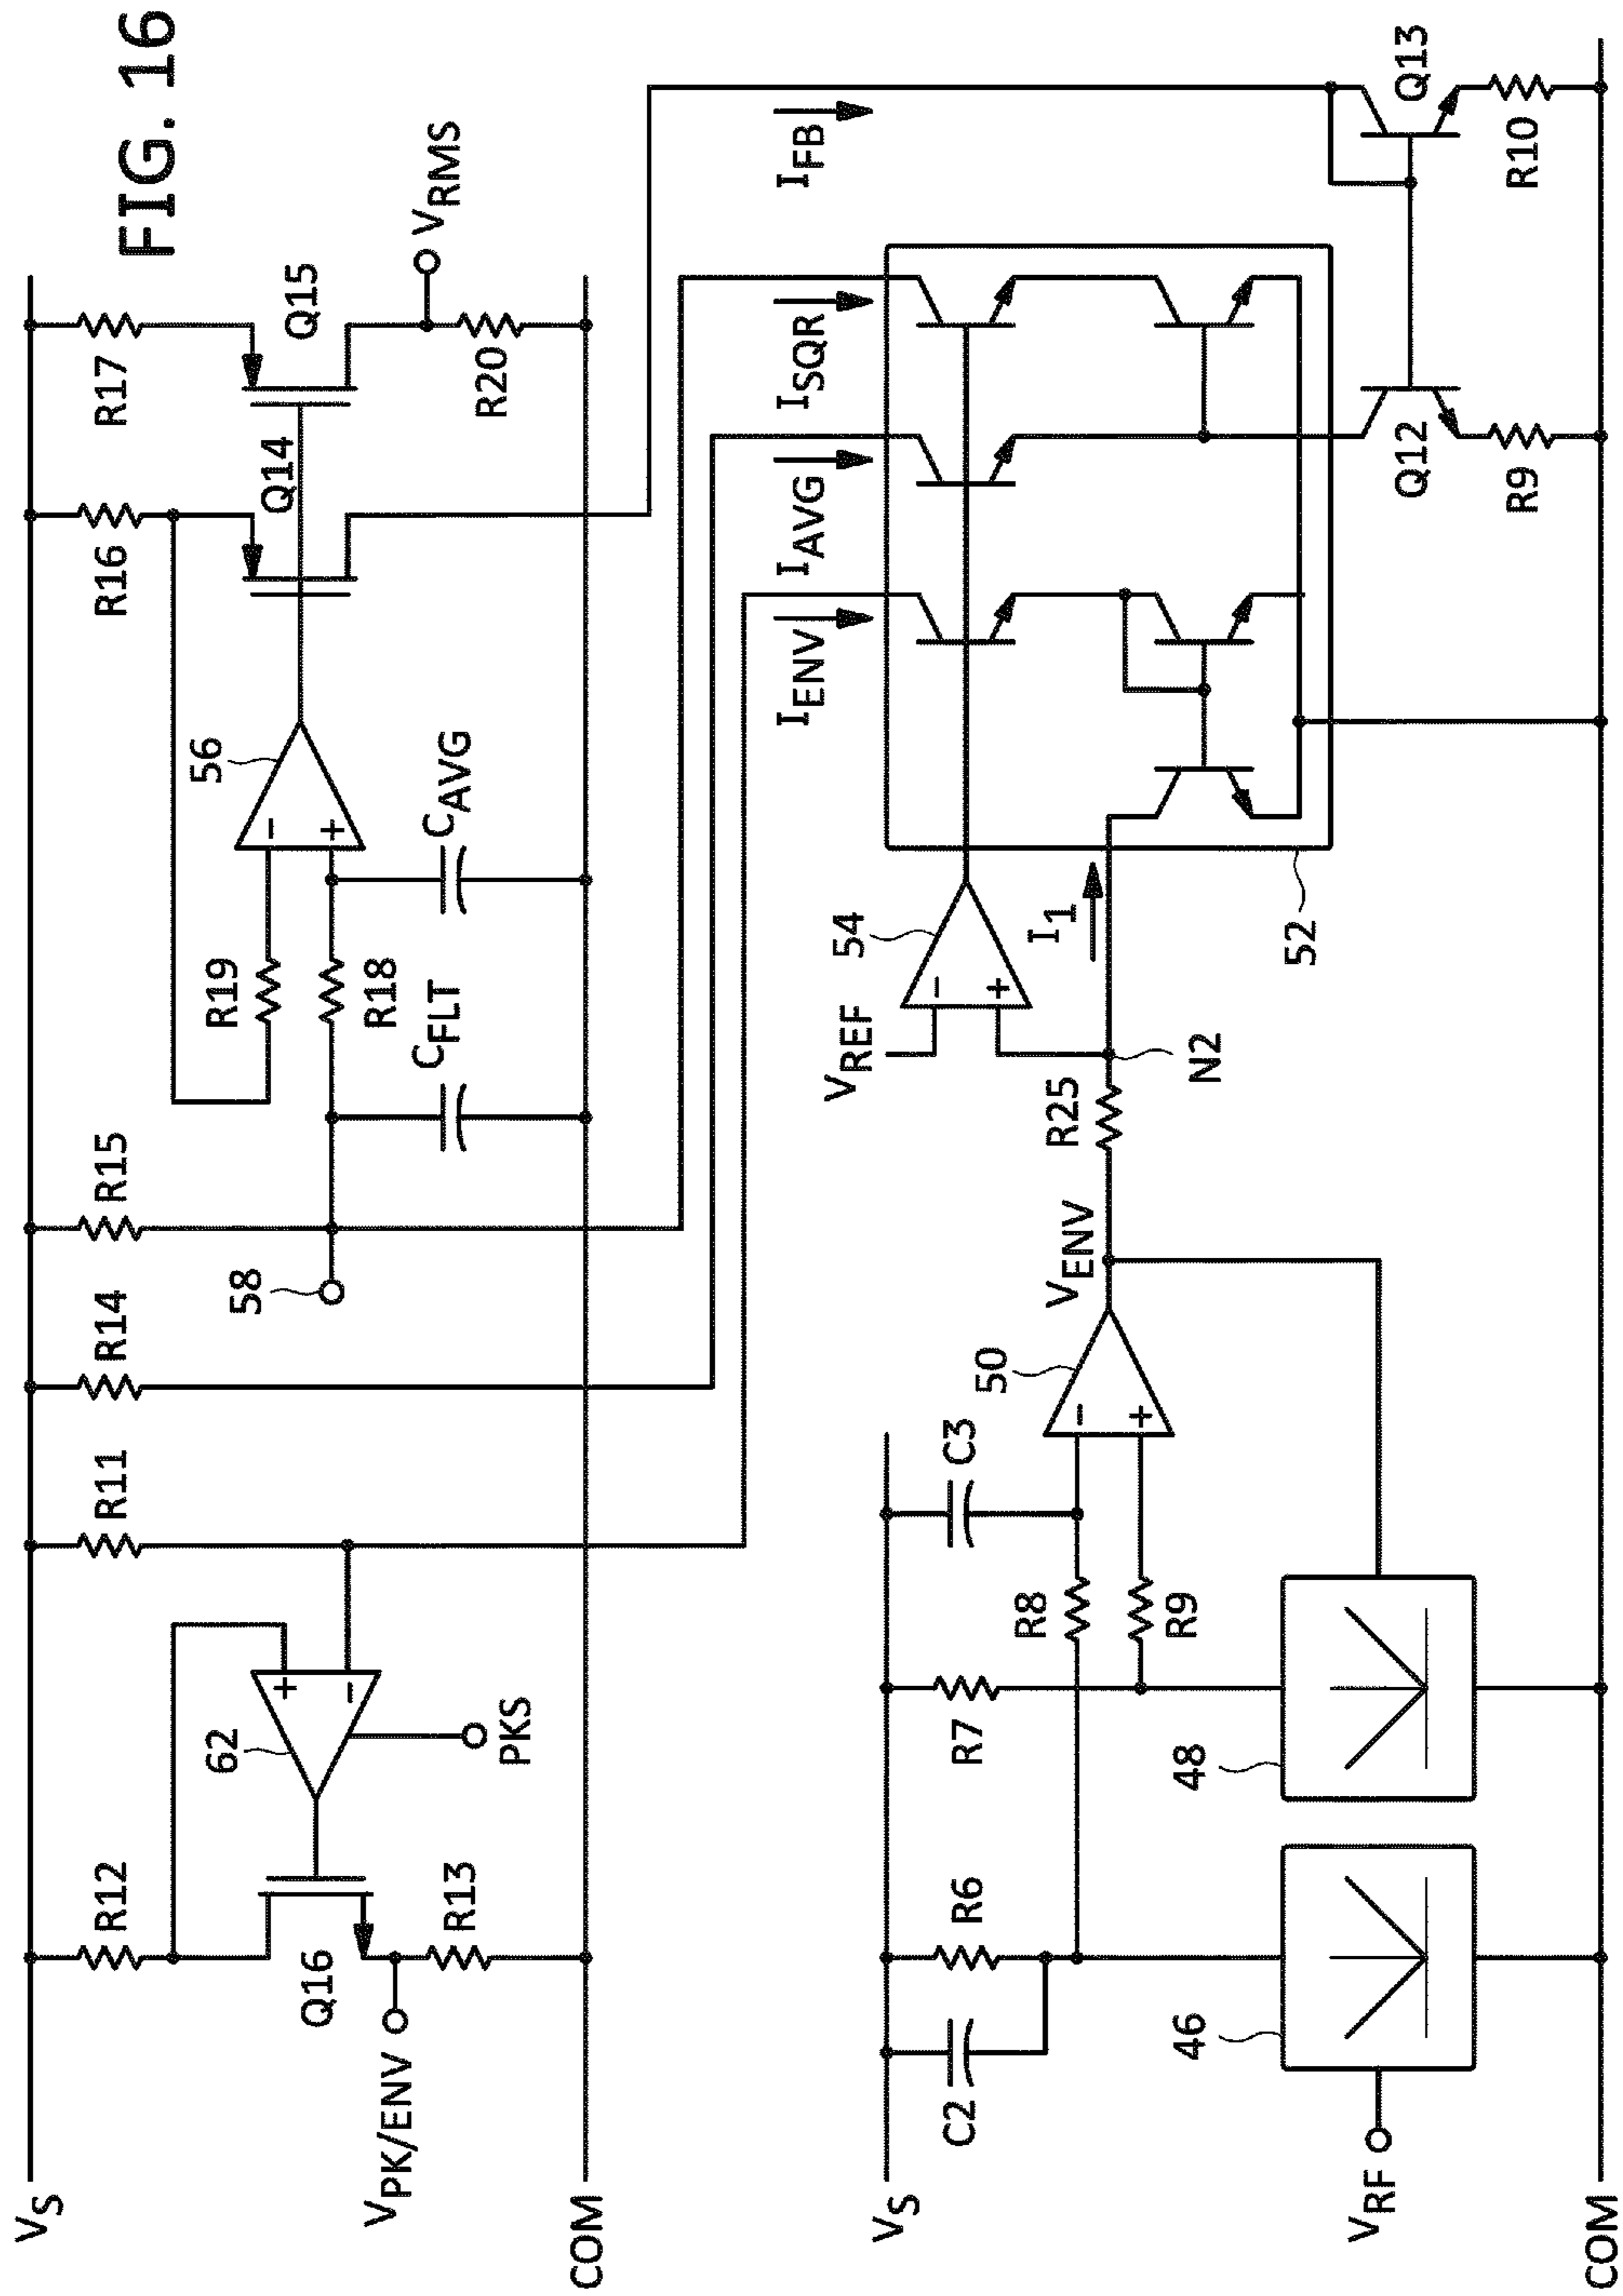 FIG. 16
VS
R12
R11
R14
R15
R16
R17
62
+
−
PKS
Q16
VPK/ENV
R13
COM
58
R19
R18
CFLT
CAVG
−
+
56
Q14
Q15
VRMS
R20
VS
C2
R6
R7
R8
R9
C3
−
+
50
VENV
R25
N2
VREF
−
+
54
I1
52
IENV
IAVG
ISQR
IFB
VRF
46
48
Q12
Q13
R9
R10
COM